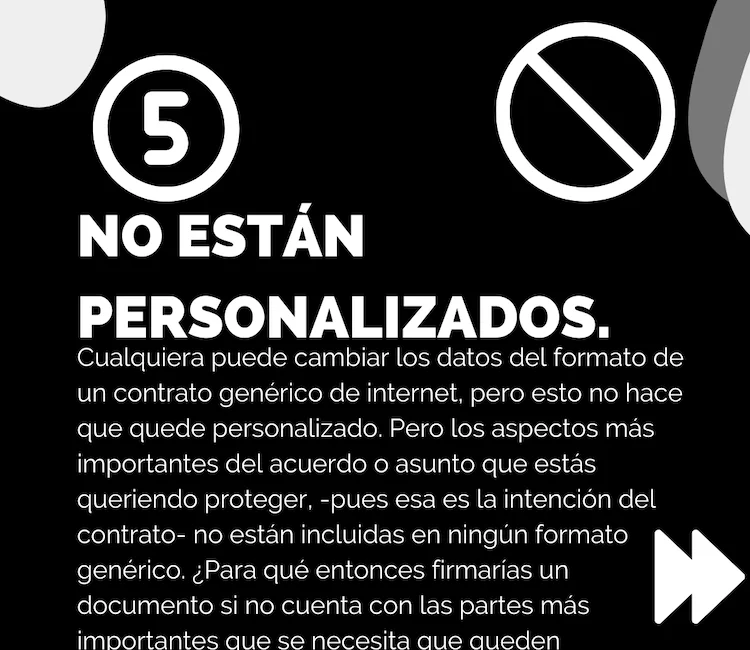 5
NO ESTÁN
PERSONALIZADOS.
Cualquiera puede cambiar los datos del formato de
un contrato genérico de internet, pero esto no hace
que quede personalizado. Pero los aspectos más
importantes del acuerdo o asunto que estás
queriendo proteger, -pues esa es la intención del
contrato- no están incluidas en ningún formato
genérico. ¿Para qué entonces firmarías un
documento si no cuenta con las partes más
importantes que se necesita que queden